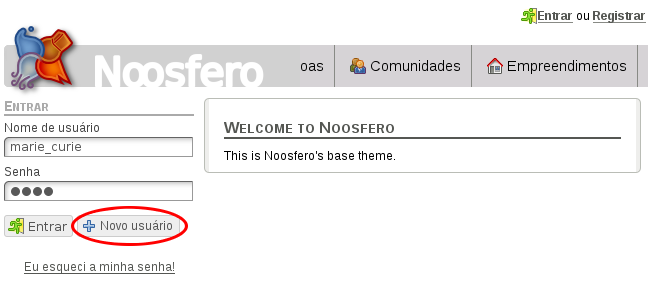 Entrar ou Registrar
Noosfero oas Comunidades Empreendimentos
ENTRAR
Nome de usuário
marie_curie
Senha
Entrar Novo usuário
Eu esqueci a minha senha!
WELCOME TO NOOSFERO
This is Noosfero's base theme.